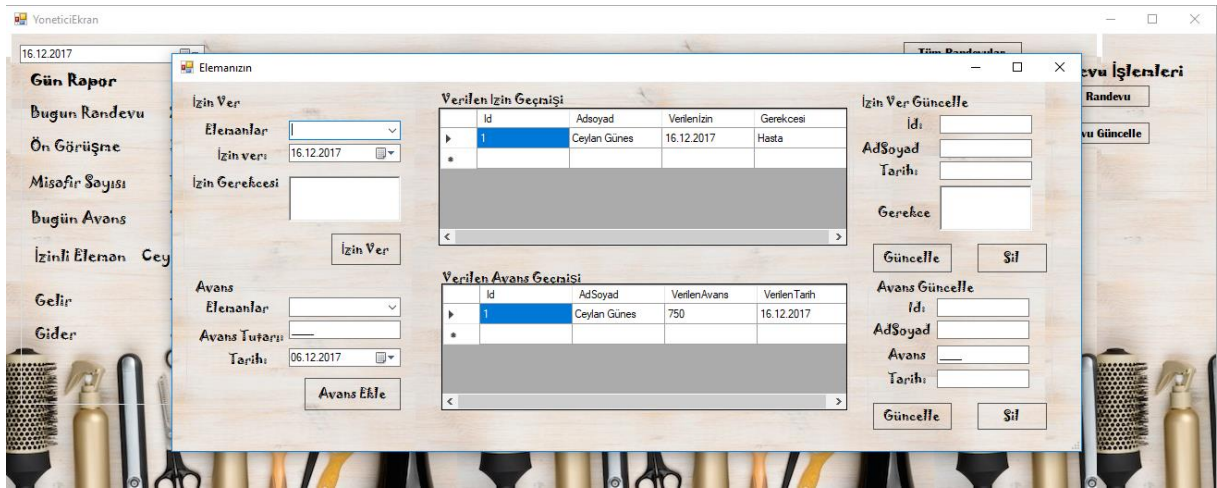 YoneticiEkran
16.12.2017
Tüm Randevular
Gün Rapor
Bugun Randevu
Ön Görüşme
Misafir Sayısı
Bugün Avans
İzinli Eleman Cey
Gelir
Gider
evu İşlemleri
Randevu
vu Güncelle
Elemanızın
İzin Ver
Elemanlar
İzin ver: 16.12.2017
İzin Gerekcesi
İzin Ver
Verilen İzin Geçmişi
Id Adsoyad Verilenİzin Gerekcesi
1 Ceylan Günes 16.12.2017 Hasta
İzin Ver Güncelle
İd:
AdSoyad
Tarih:
Gerekce
Güncelle Sil
Avans
Elemanlar
Avans Tutarı:
Tarih: 06.12.2017
Avans Ekle
Verilen Avans Geçmişi
Id AdSoyad VerilenAvans VerilenTarih
1 Ceylan Günes 750 16.12.2017
Avans Güncelle
Id:
AdSoyad
Avans
Tarih:
Güncelle Sil